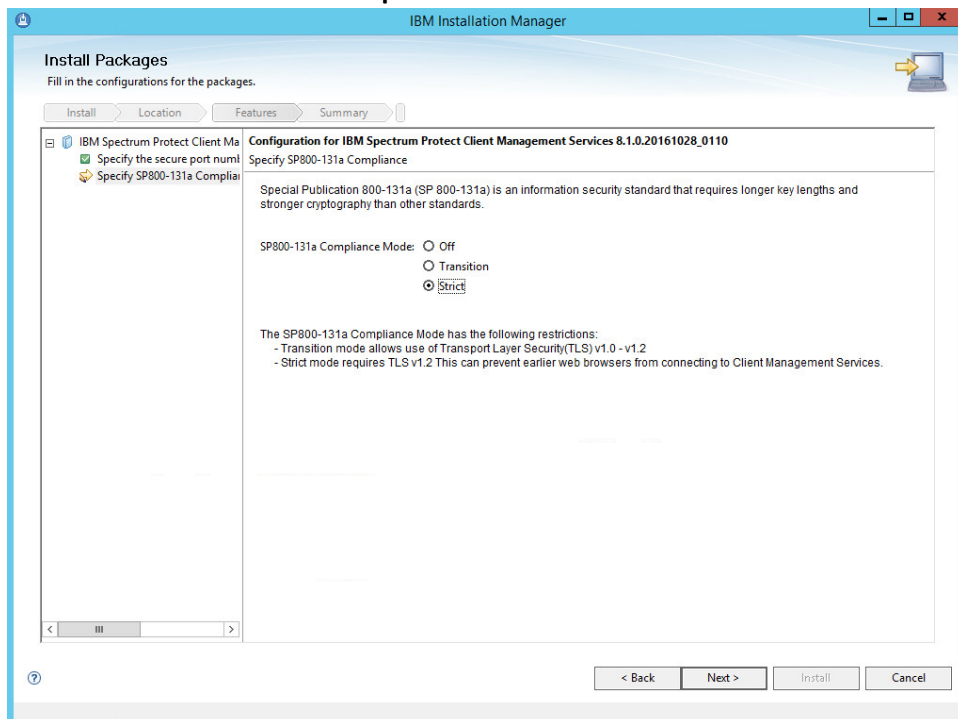 IBM Installation Manager
Install Packages
Fill in the configurations for the packages.
Install
Location
Features
Summary
IBM Spectrum Protect Client Ma
Specify the secure port numb
Specify SP800-131a Complian
Configuration for IBM Spectrum Protect Client Management Services 8.1.0.20161028_0110
Specify SP800-131a Compliance
Special Publication 800-131a (SP 800-131a) is an information security standard that requires longer key lengths and
stronger cryptography than other standards.
SP800-131a Compliance Mode: Off
Transition
Strict
The SP800-131a Compliance Mode has the following restrictions:
- Transition mode allows use of Transport Layer Security(TLS) v1.0 - v1.2
- Strict mode requires TLS v1.2 This can prevent earlier web browsers from connecting to Client Management Services.
< Back
Next >
Install
Cancel